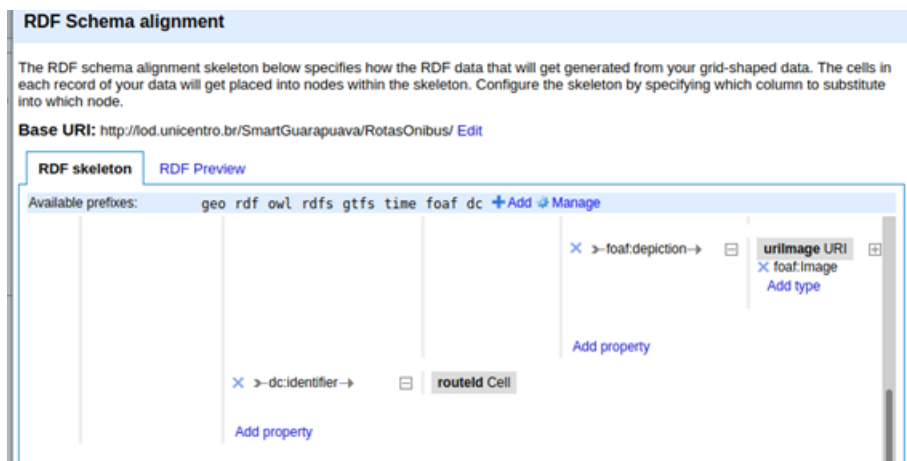 RDF Schema alignment
The RDF schema alignment skeleton below specifies how the RDF data that will get generated from your grid-shaped data. The cells in
each record of your data will get placed into nodes within the skeleton. Configure the skeleton by specifying which column to substitute
into which node.
Base URI: http://lod.unicentro.br/SmartGuarapuava/RotasOnibus/ Edit
RDF skeleton RDF Preview
Available prefixes: geo rdf owl rdfs gtfs time foaf dc Add Manage
foaf:depiction uriImage URI
foaf:Image
Add type
Add property
dc:identifier routeId Cell
Add property